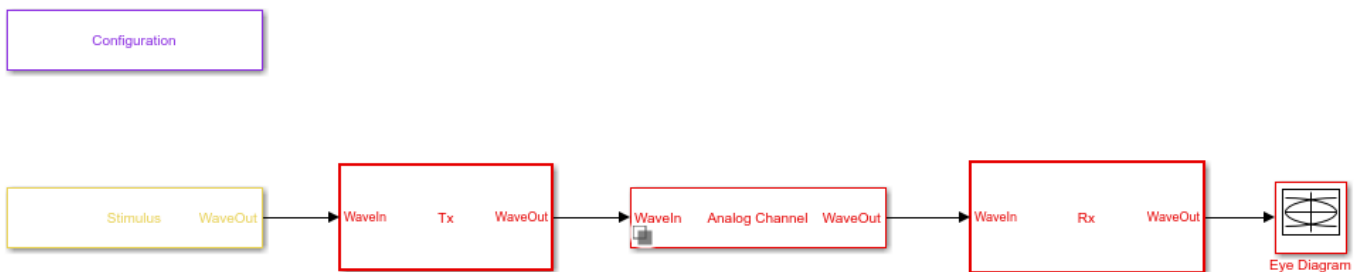 Configuration
Stimulus WaveOut
WaveIn Tx WaveOut
WaveIn Analog Channel WaveOut
WaveIn Rx WaveOut
Eye Diagram